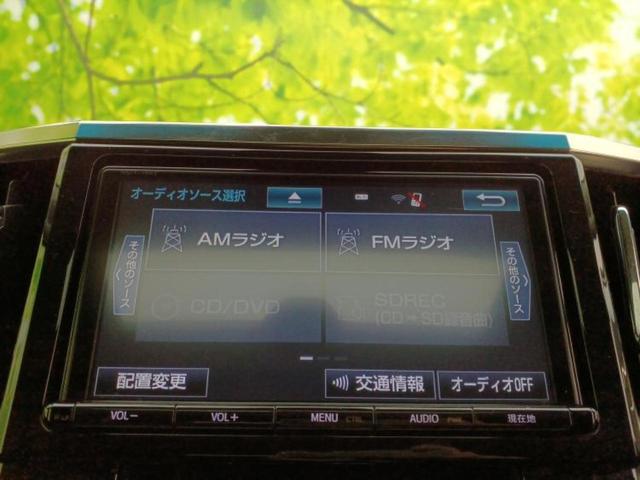 オーディオソース選択
AMラジオ
FMラジオ
その他のソース
その他のソース
CD/DVD
SDREC
(CD→SD録音曲)
配置変更
交通情報
オーディオOFF
VOL−
VOL+
MENU
AUDIO
現在地